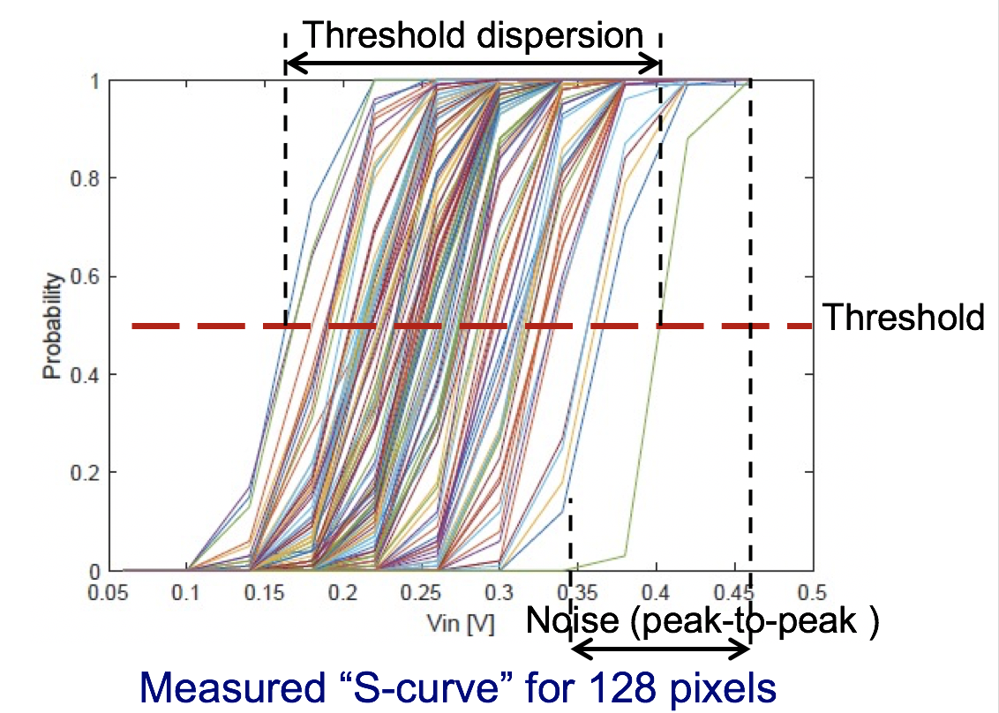 Threshold dispersion
1
0.8
0.6
0.4
0.2
0
Probability
Threshold
0.05 0.1 0.15 0.2 0.25 0.3 0.35 0.4 0.45 0.5
Vin [V]
Noise (peak-to-peak )
Measured “S-curve” for 128 pixels